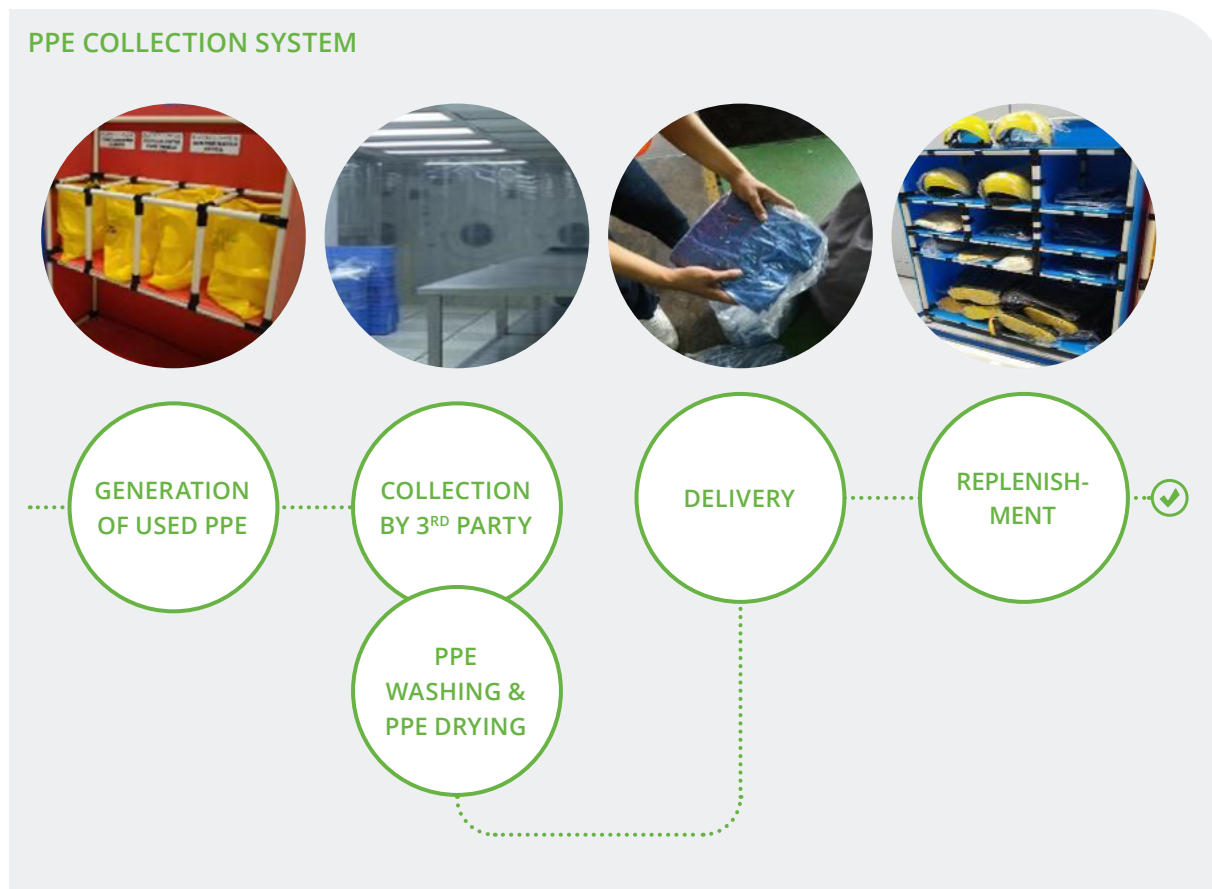 PPE COLLECTION SYSTEM
GENERATION
OF USED PPE
COLLECTION
BY 3RD PARTY
PPE
WASHING &
PPE DRYING
DELIVERY
REPLENISH-
MENT